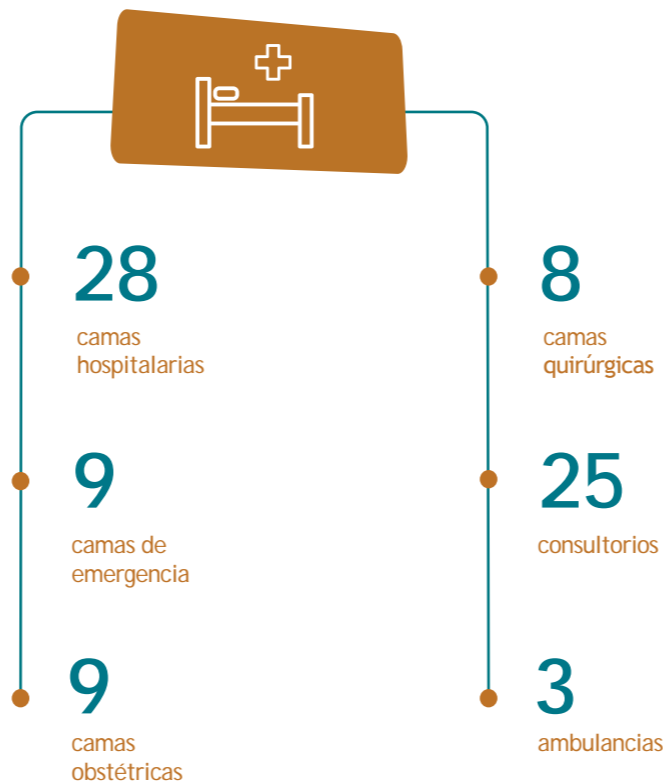 28
camas
hospitalarias
9
camas de
emergencia
9
camas
obstétricas
8
camas
quirúrgicas
25
consultorios
3
ambulancias